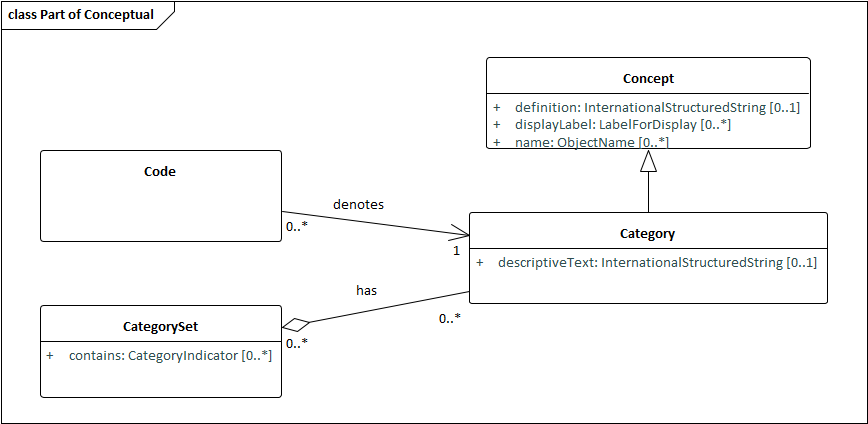 class Part of Conceptual
Concept
+ definition: InternationalStructuredString [0..1]
+ displayLabel: LabelForDisplay [0..*]
+ name: ObjectName [0..*]
Code
denotes
0..*
1
Category
+ descriptiveText: InternationalStructuredString [0..1]
has
0..*
0..*
CategorySet
+ contains: CategoryIndicator [0..*]